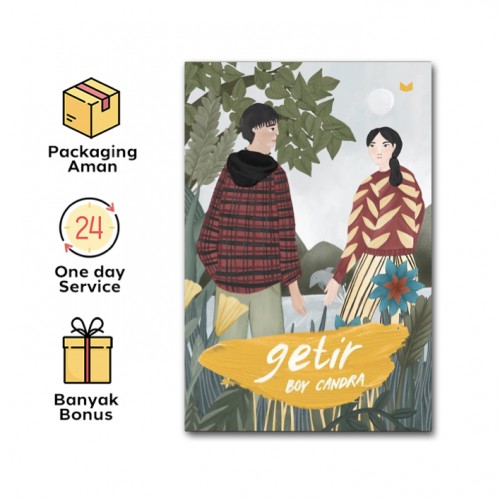 Packaging
Aman
24
One day
Service
Banyak
Bonus
getir
BOY CANDRA